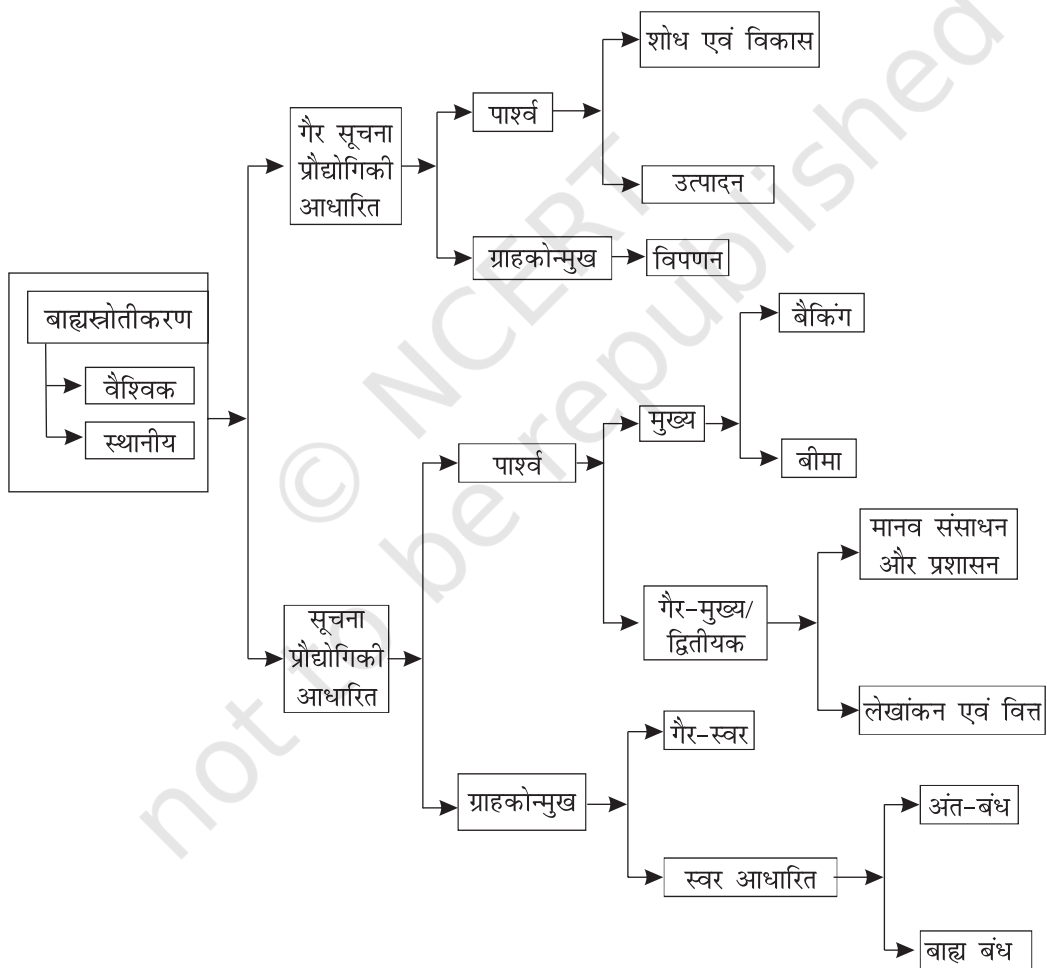 शोध एवं विकास
पार्श्व
गैर सूचना
प्रौद्योगिकी
आधारित
उत्पादन
ग्राहकोन्मुख
विपणन
बाह्यस्त्रोतीकरण
वैश्विक
स्थानीय
बैकिंग
मुख्य
पार्श्व
बीमा
मानव संसाधन
और प्रशासन
गैर-मुख्य/
द्वितीयक
सूचना
प्रौद्योगिकी
आधारित
लेखांकन एवं वित्त
गैर-स्वर
ग्राहकोन्मुख
अंत-बंध
स्वर आधारित
बाह्य बंध
© NCERT
not to be republished